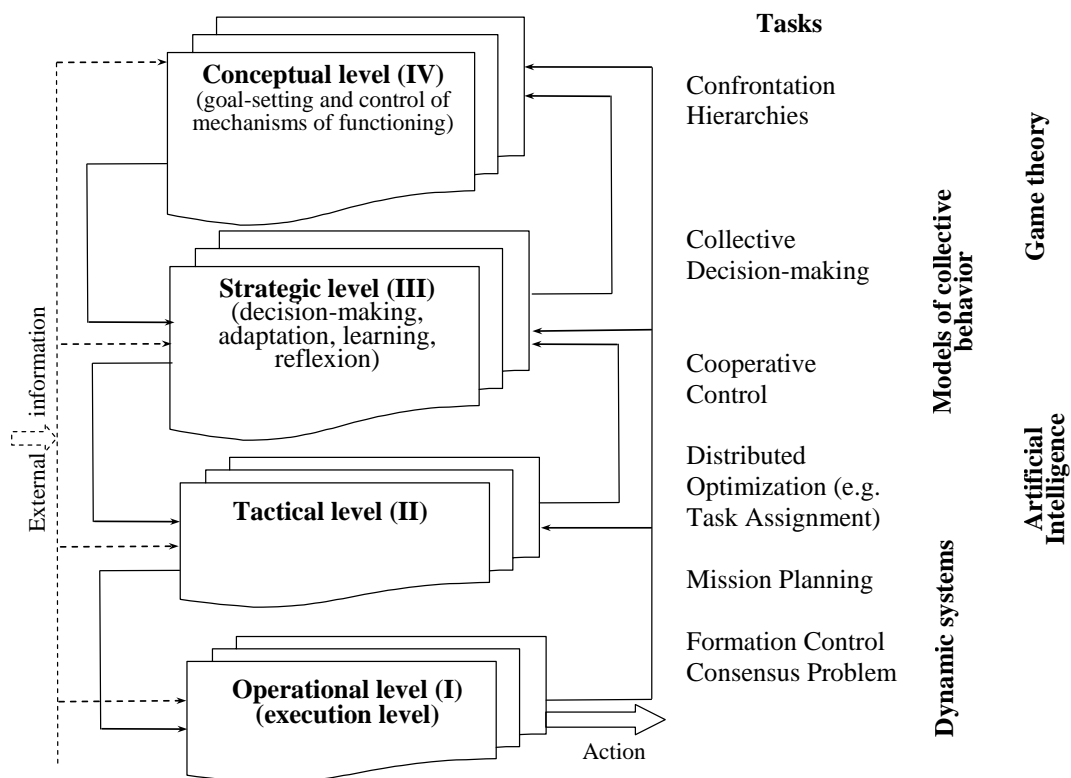 Tasks
Conceptual level (IV)
(goal-setting and control of
mechanisms of functioning)
Confrontation
Hierarchies
Strategic level (III)
(decision-making,
adaptation, learning,
reflexion)
Collective
Decision-making
Cooperative
Control
Tactical level (II)
Distributed
Optimization (e.g.
Task Assignment)
Mission Planning
Operational level (I)
(execution level)
Formation Control
Consensus Problem
Action
External information
Models of collective
behavior
Dynamic systems
Game theory
Artificial
Intelligence